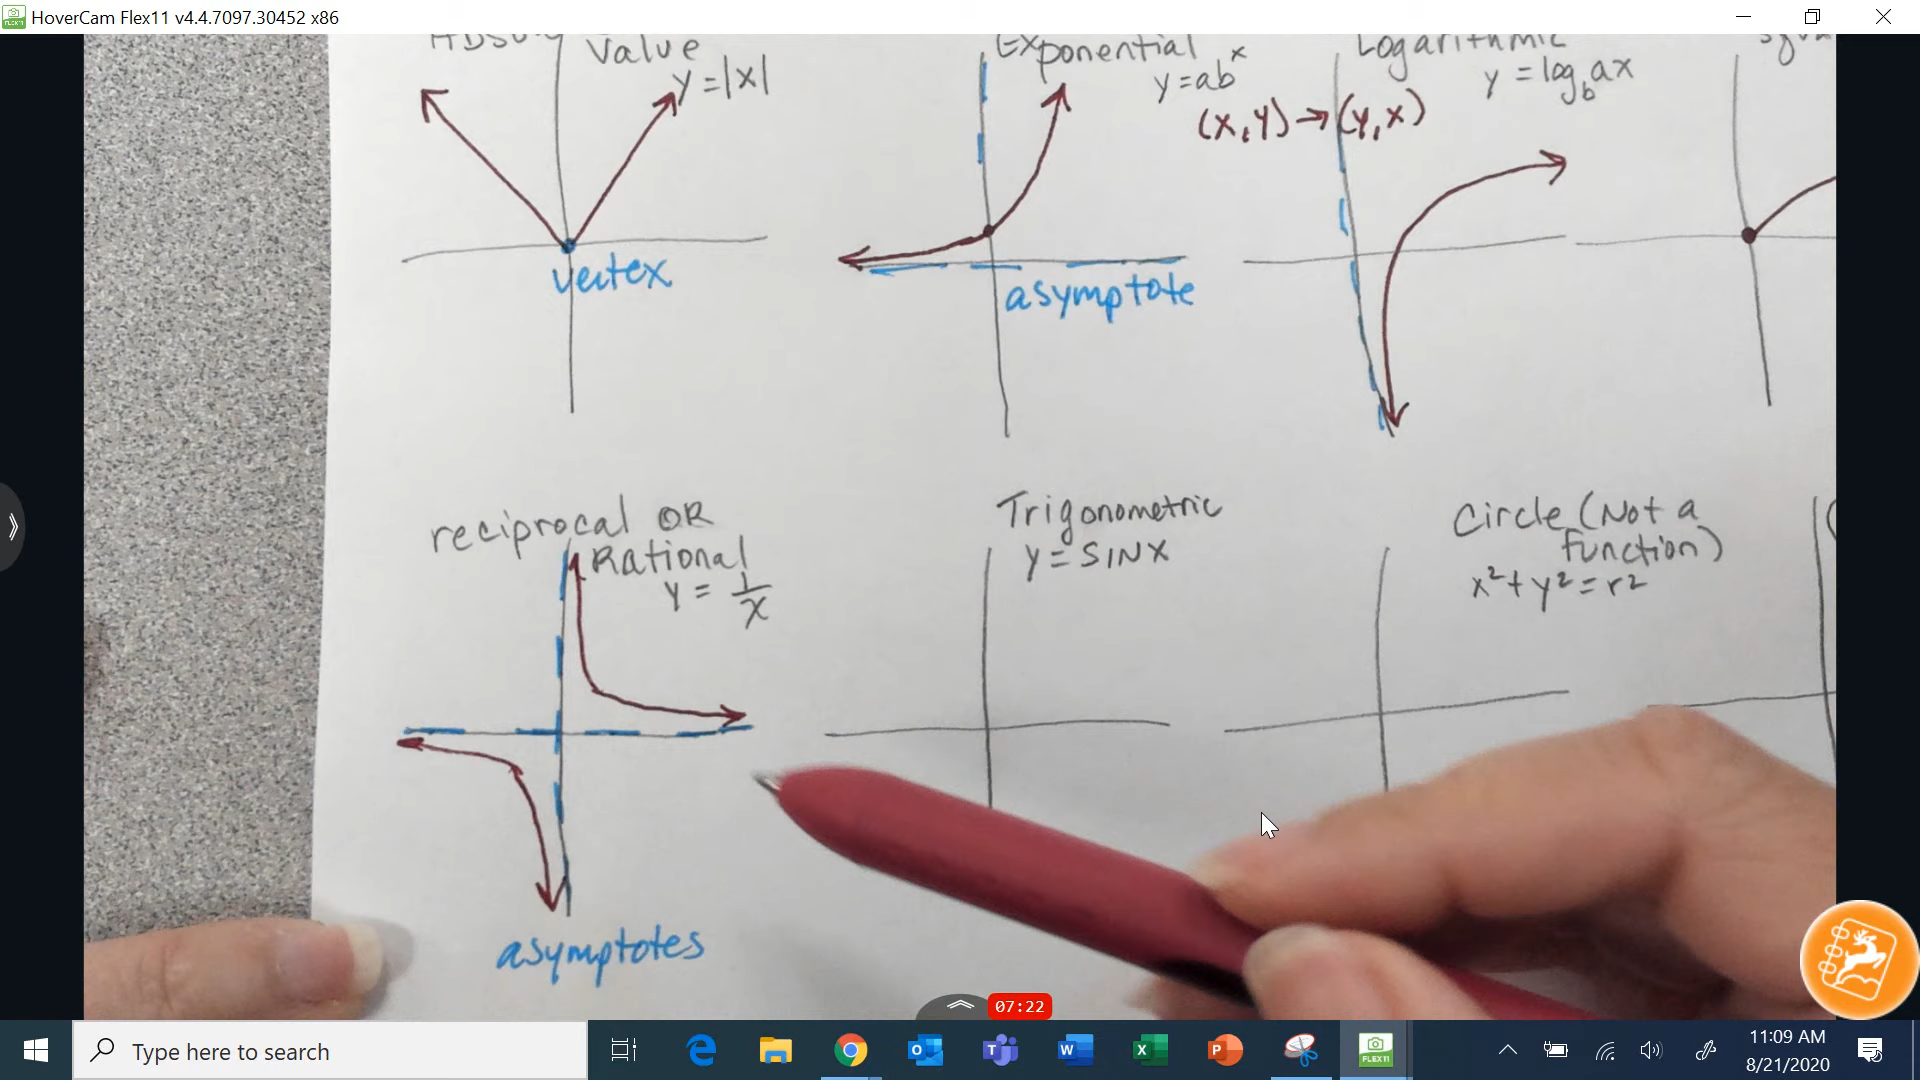 HoverCam Flex11 v4.4.7097.30452 x86
Value
y = |x|
Exponential
y = ab^x
Logarithmic
y = log_b ax
(x,y) → (y,x)
vertex
asymptote
reciprocal OR
Rational
y = 1/x
Trigonometric
y = SIN X
Circle (Not a
function)
x² + y² = r²
asymptotes
07:22
Type here to search
FLEX11
11:09 AM
8/21/2020